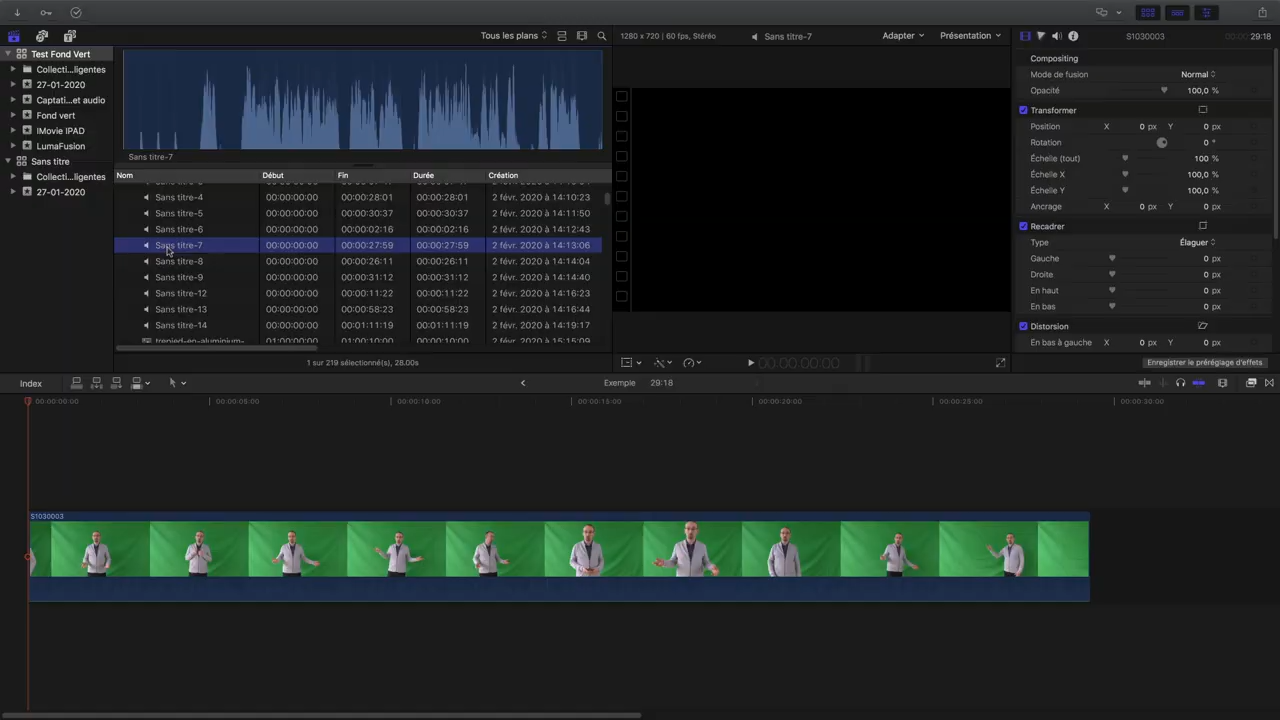 Tous les plans
1280 x 720 | 60 fps, Stéréo
Sans titre-7
Adapter
Présentation
S1030003
29:18
Test Fond Vert
Collecti...ligentes
27-01-2020
Captati...et audio
Fond vert
IMovie IPAD
LumaFusion
Sans titre
Collecti...ligentes
27-01-2020
Sans titre-7
Nom Début Fin Durée Création
Sans titre-4 00:00:00:00 00:00:28:01 00:00:28:01 2 févr. 2020 à 14:10:23
Sans titre-5 00:00:00:00 00:00:30:37 00:00:30:37 2 févr. 2020 à 14:11:50
Sans titre-6 00:00:00:00 00:00:02:16 00:00:02:16 2 févr. 2020 à 14:12:43
Sans titre-7 00:00:00:00 00:00:27:59 00:00:27:59 2 févr. 2020 à 14:13:06
Sans titre-8 00:00:00:00 00:00:26:11 00:00:26:11 2 févr. 2020 à 14:14:04
Sans titre-9 00:00:00:00 00:00:31:12 00:00:31:12 2 févr. 2020 à 14:14:40
Sans titre-12 00:00:00:00 00:00:11:22 00:00:11:22 2 févr. 2020 à 14:16:23
Sans titre-13 00:00:00:00 00:00:58:23 00:00:58:23 2 févr. 2020 à 14:16:44
Sans titre-14 00:00:00:00 00:01:11:19 00:01:11:19 2 févr. 2020 à 14:19:17
trepied-en-aluminium- 01:00:00:00 01:00:10:00 00:00:10:00 2 févr. 2020 à 15:15:09
1 sur 219 sélectionné(s), 28.00s
00:00:00:00
Compositing
Mode de fusion Normal
Opacité 100,0 %
Transformer
Position X 0 px Y 0 px
Rotation 0 °
Échelle (tout) 100 %
Échelle X 100,0 %
Échelle Y 100,0 %
Ancrage X 0 px Y 0 px
Recadrer
Type Élaguer
Gauche 0 px
Droite 0 px
En haut 0 px
En bas 0 px
Distorsion
En bas à gauche X 0 px Y 0 px
Enregistrer le préréglage d'effets
Index
Exemple 29:18
00:00:00:00 00:00:05:00 00:00:10:00 00:00:15:00 00:00:20:00 00:00:25:00 00:00:30:00
S1030003